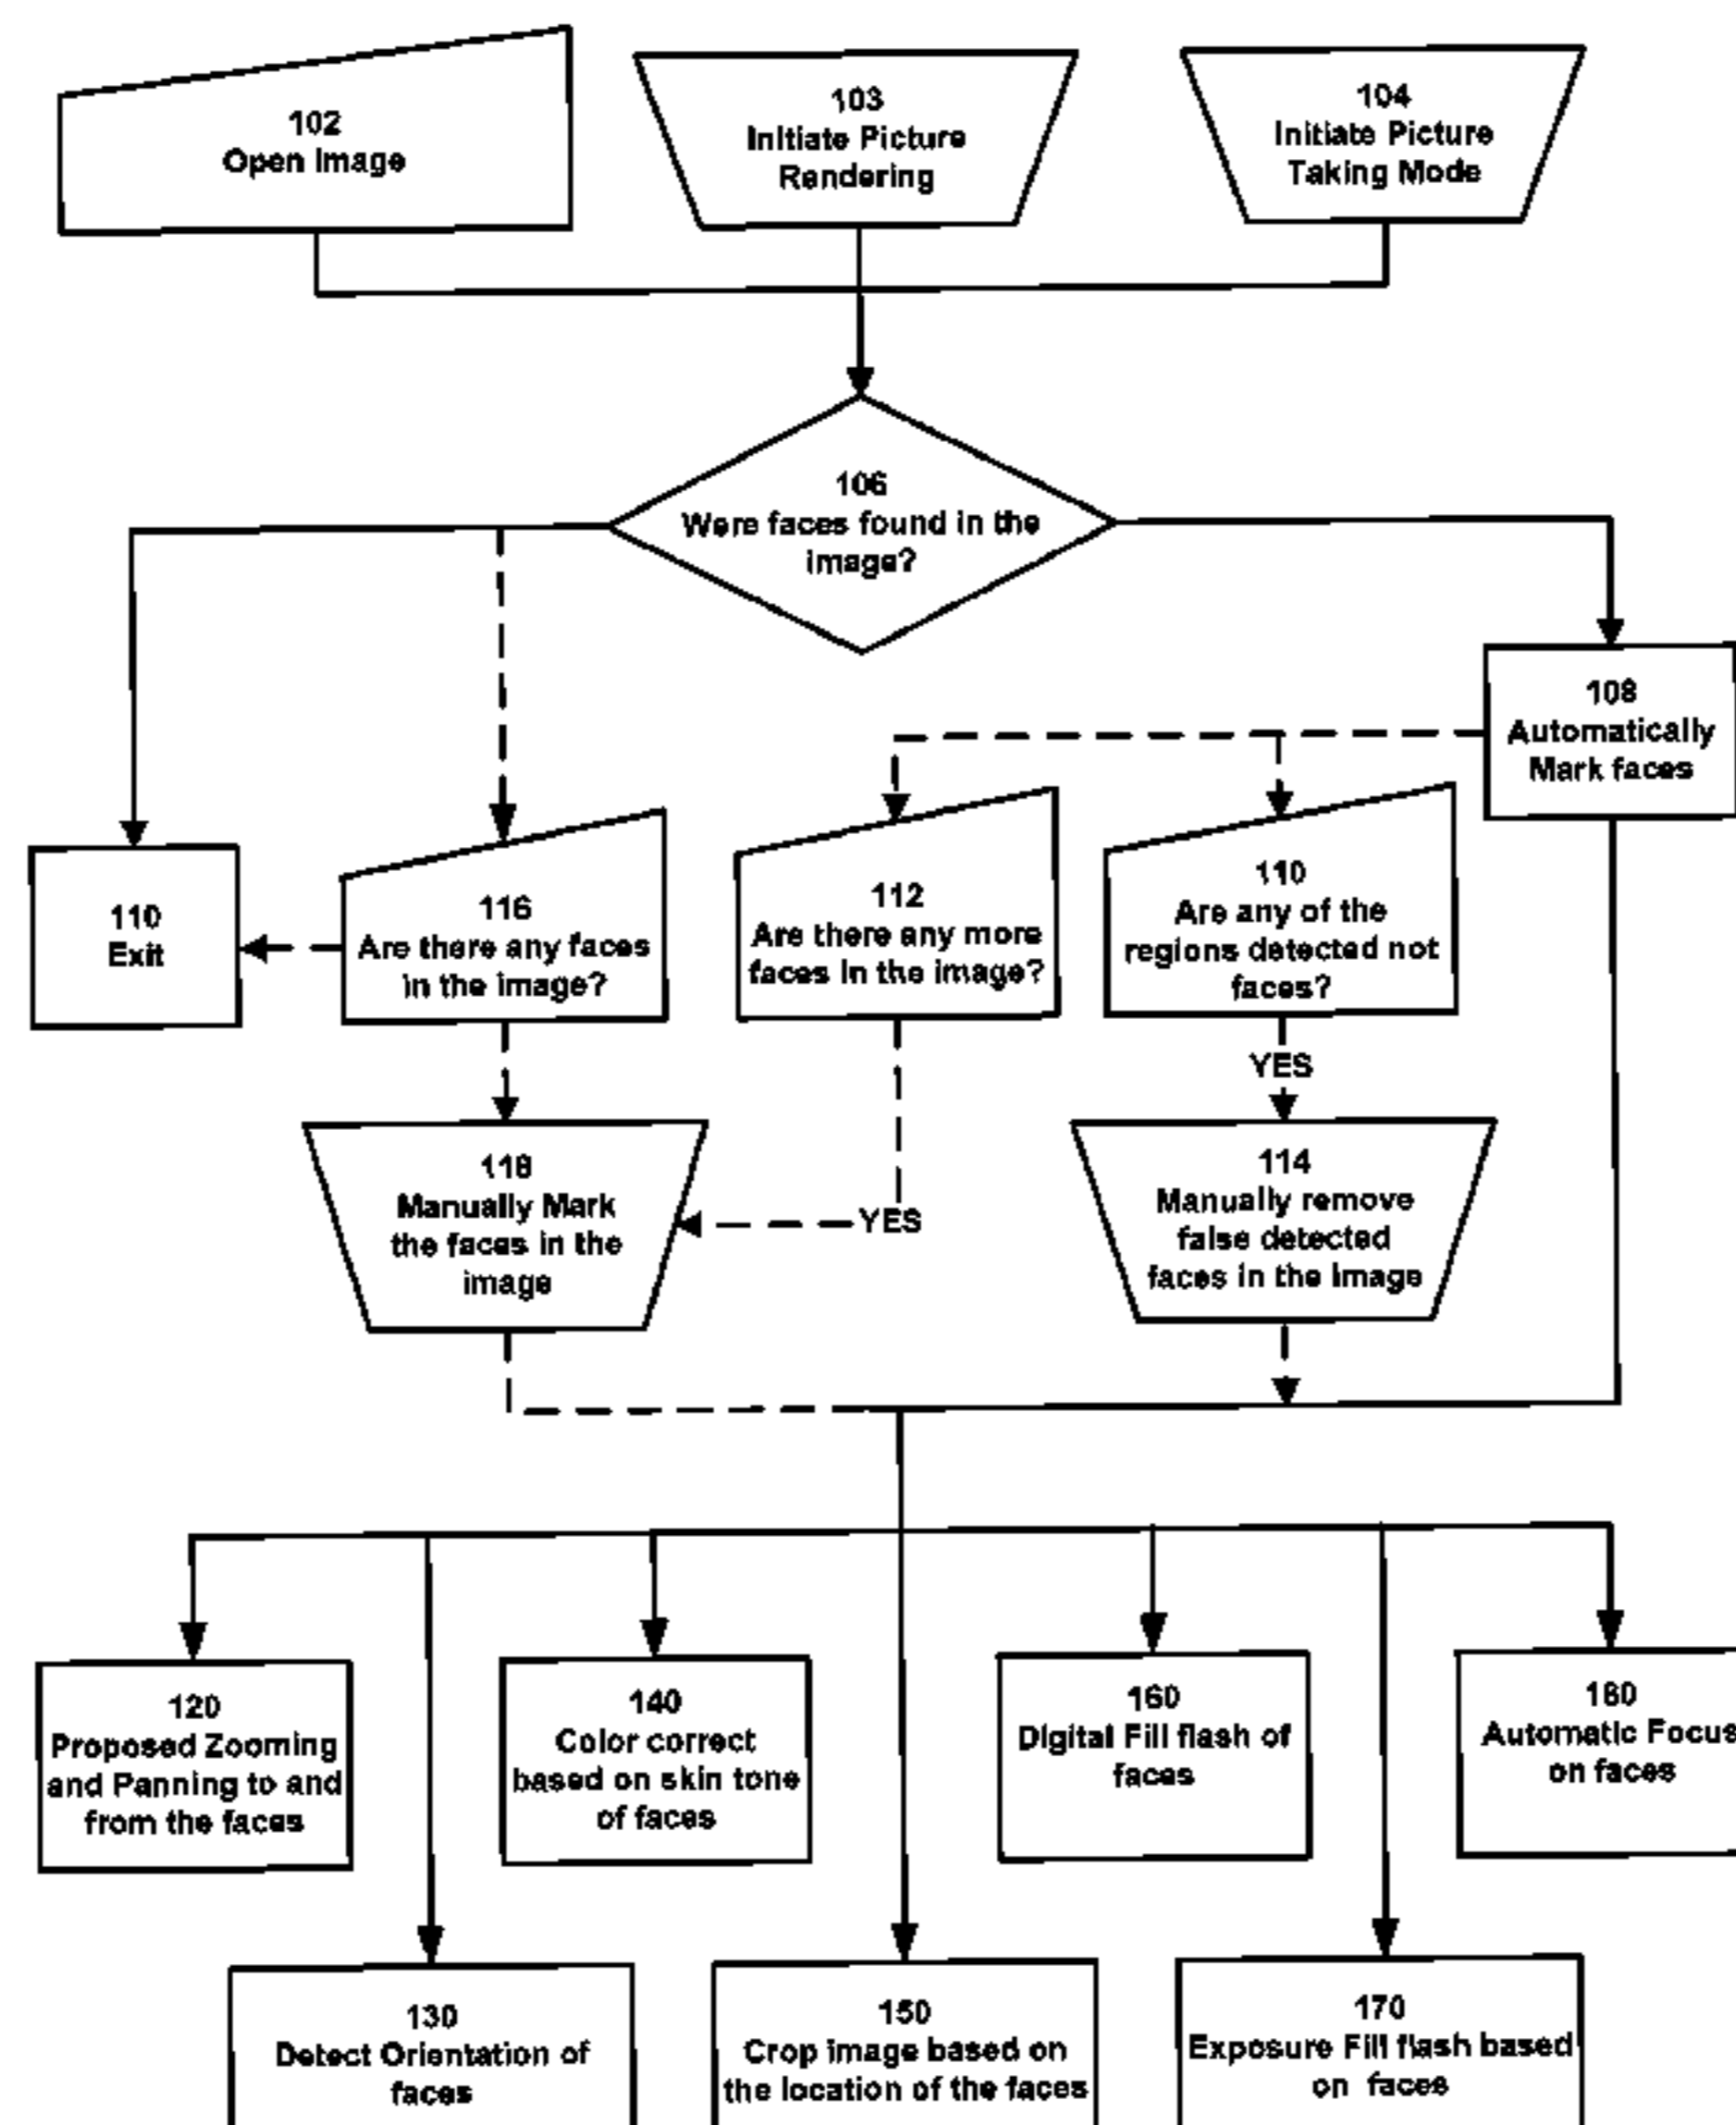 102
Open Image
103
Initiate Picture
Rendering
104
Initiate Picture
Taking Mode
106
Were faces found in the
image?
108
Automatically
Mark faces
110
Exit
116
Are there any faces
in the image?
112
Are there any more
faces in the image?
110
Are any of the
regions detected not
faces?
YES
118
Manually Mark
the faces in the
image
YES
114
Manually remove
false detected
faces in the image
120
Proposed Zooming
and Panning to and
from the faces
140
Color correct
based on skin tone
of faces
160
Digital Fill flash of
faces
180
Automatic Focus
on faces
130
Detect Orientation of
faces
150
Crop image based on
the location of the faces
170
Exposure Fill flash based
on faces